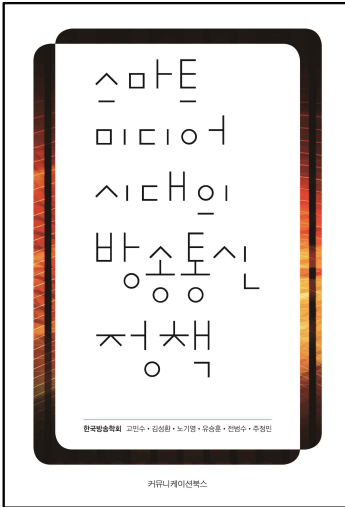 스마트
미디어
시대의
방송통신
정책
한국방송학회 고민수・김성환・노기영・유승훈・전범수・주정민
커뮤니케이션북스